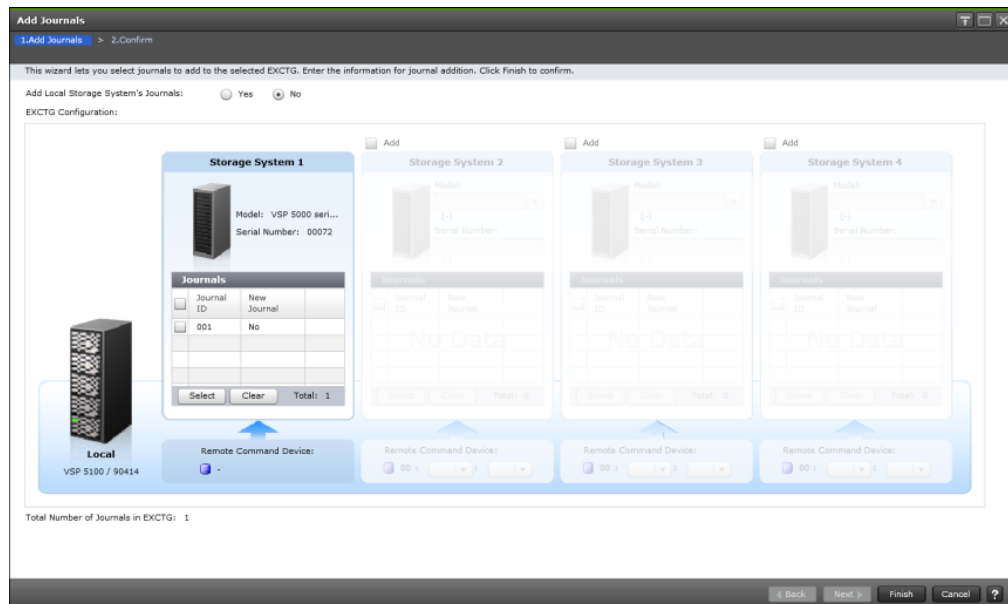 Add Journals
1.Add Journals > 2.Confirm
This wizard lets you select journals to add to the selected EXCTG. Enter the information for journal addition. Click Finish to confirm.
Add Local Storage System's Journals: Yes No
EXCTG Configuration:
Add
Add
Add
Storage System 1
Model: VSP 5000 seri...
Serial Number: 00072
Journals
Journal ID
New Journal
001 No
Select Clear Total: 1
Remote Command Device:
-
Storage System 2
Model:
(-)
Serial Number:
(-)
Journals
Journal ID
New Journal
No Data
Select Clear Total: 0
Remote Command Device:
00 : :
Storage System 3
Model:
(-)
Serial Number:
(-)
Journals
Journal ID
New Journal
No Data
Select Clear Total: 0
Remote Command Device:
00 : :
Storage System 4
Model:
(-)
Serial Number:
(-)
Journals
Journal ID
New Journal
No Data
Select Clear Total: 0
Remote Command Device:
00 : :
Local
VSP 5100 / 90414
Total Number of Journals in EXCTG: 1
Back Next Finish Cancel ?